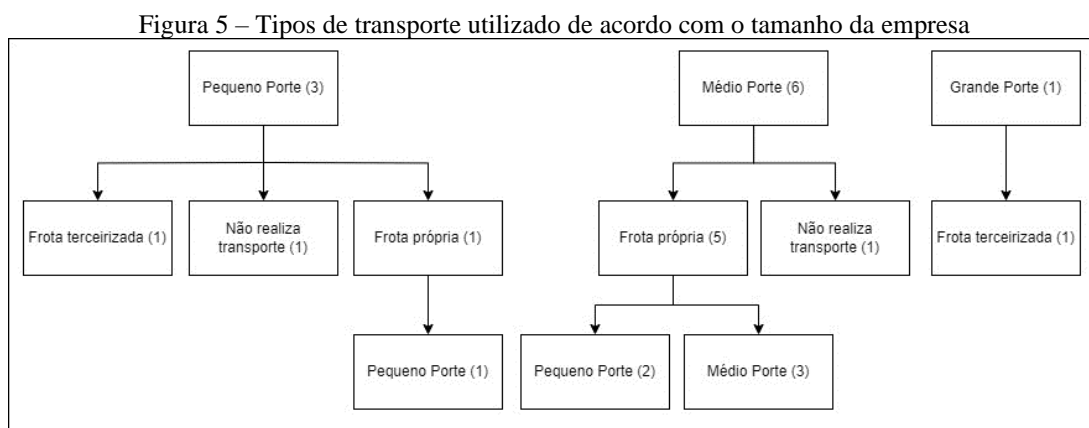 Figura 5 – Tipos de transporte utilizado de acordo com o tamanho da empresa
Pequeno Porte (3)
Médio Porte (6)
Grande Porte (1)
Frota terceirizada (1)
Não realiza
transporte (1)
Frota própria (1)
Frota própria (5)
Não realiza
transporte (1)
Frota terceirizada (1)
Pequeno Porte (1)
Pequeno Porte (2)
Médio Porte (3)